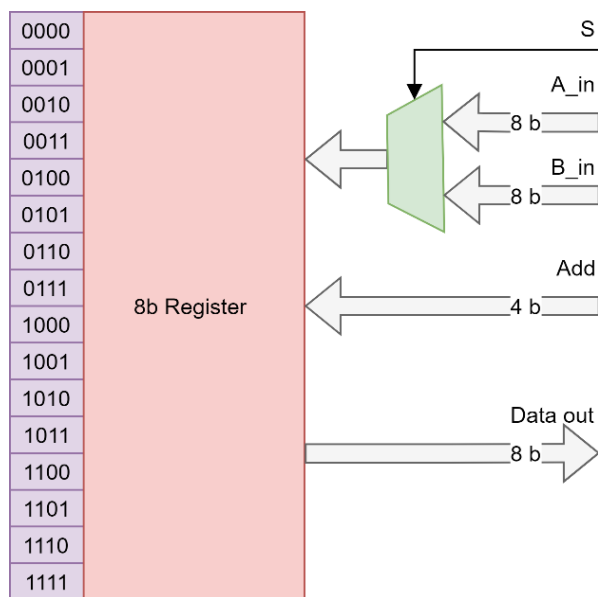 0000
0001
0010
0011
0100
0101
0110
0111
1000
1001
1010
1011
1100
1101
1110
1111
8b Register
S
A_in
8 b
B_in
8 b
Add
4 b
Data out
8 b